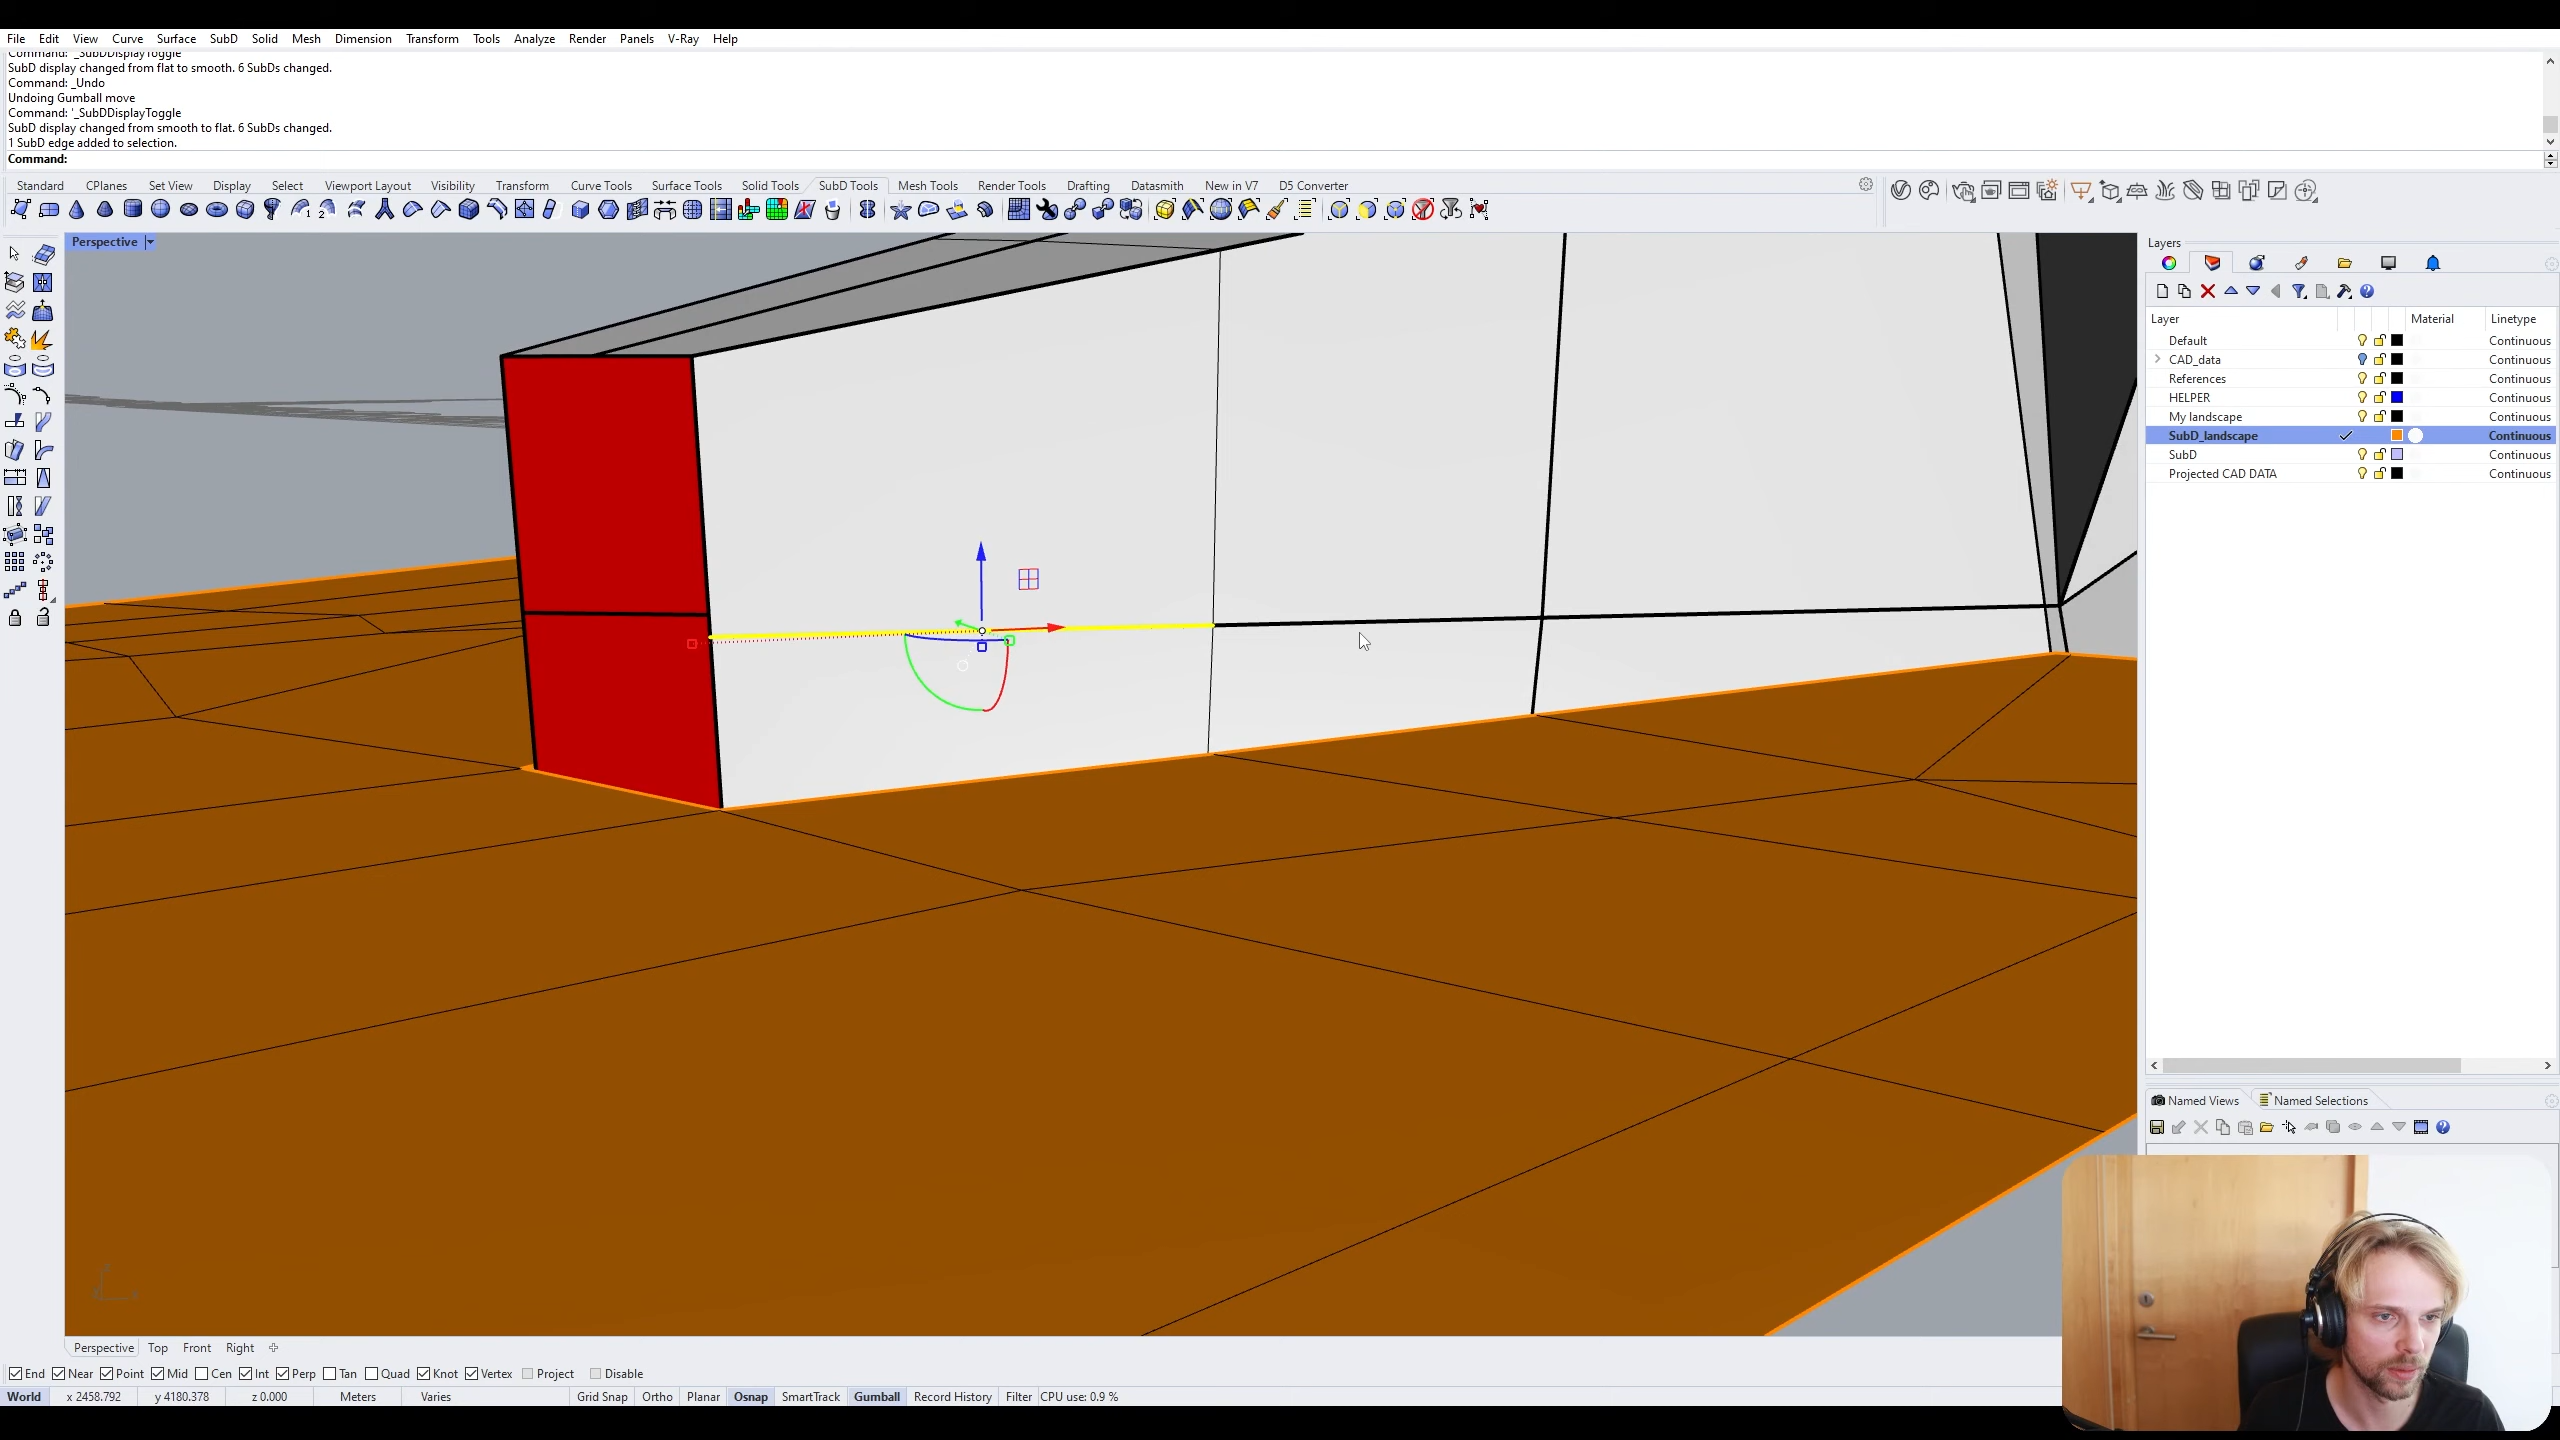 File Edit View Curve Surface SubD Solid Mesh Dimension Transform Tools Analyze Render Panels V-Ray Help
Command: '_SubDDisplayToggle
SubD display changed from flat to smooth. 6 SubDs changed.
Command: _Undo
Undoing Gumball move
Command: '_SubDDisplayToggle
SubD display changed from smooth to flat. 6 SubDs changed.
1 SubD edge added to selection.
Command:
Standard CPlanes Set View Display Select Viewport Layout Visibility Transform Curve Tools Surface Tools Solid Tools SubD Tools Mesh Tools Render Tools Drafting Datasmith New in V7 D5 Converter
Perspective
Layers
Layer Material Linetype
Default Continuous
CAD_data Continuous
References Continuous
HELPER Continuous
My landscape Continuous
SubD_landscape Continuous
SubD Continuous
Projected CAD DATA Continuous
Named Views Named Selections
Perspective Top Front Right
End Near Point Mid Cen Int Perp Tan Quad Knot Vertex Project Disable
World x 2458.792 y 4180.378 z 0.000 Meters Varies Grid Snap Ortho Planar Osnap SmartTrack Gumball Record History Filter CPU use: 0.9 %